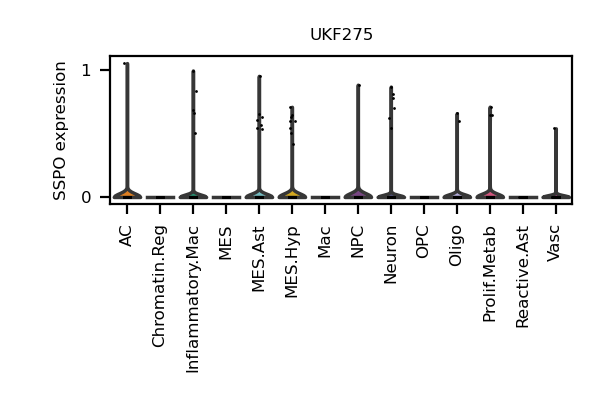 UKF275
SSPO expression
1
0
AC
Chromatin.Reg
Inflammatory.Mac
MES
MES.Ast
MES.Hyp
Mac
NPC
Neuron
OPC
Oligo
Prolif.Metab
Reactive.Ast
Vasc